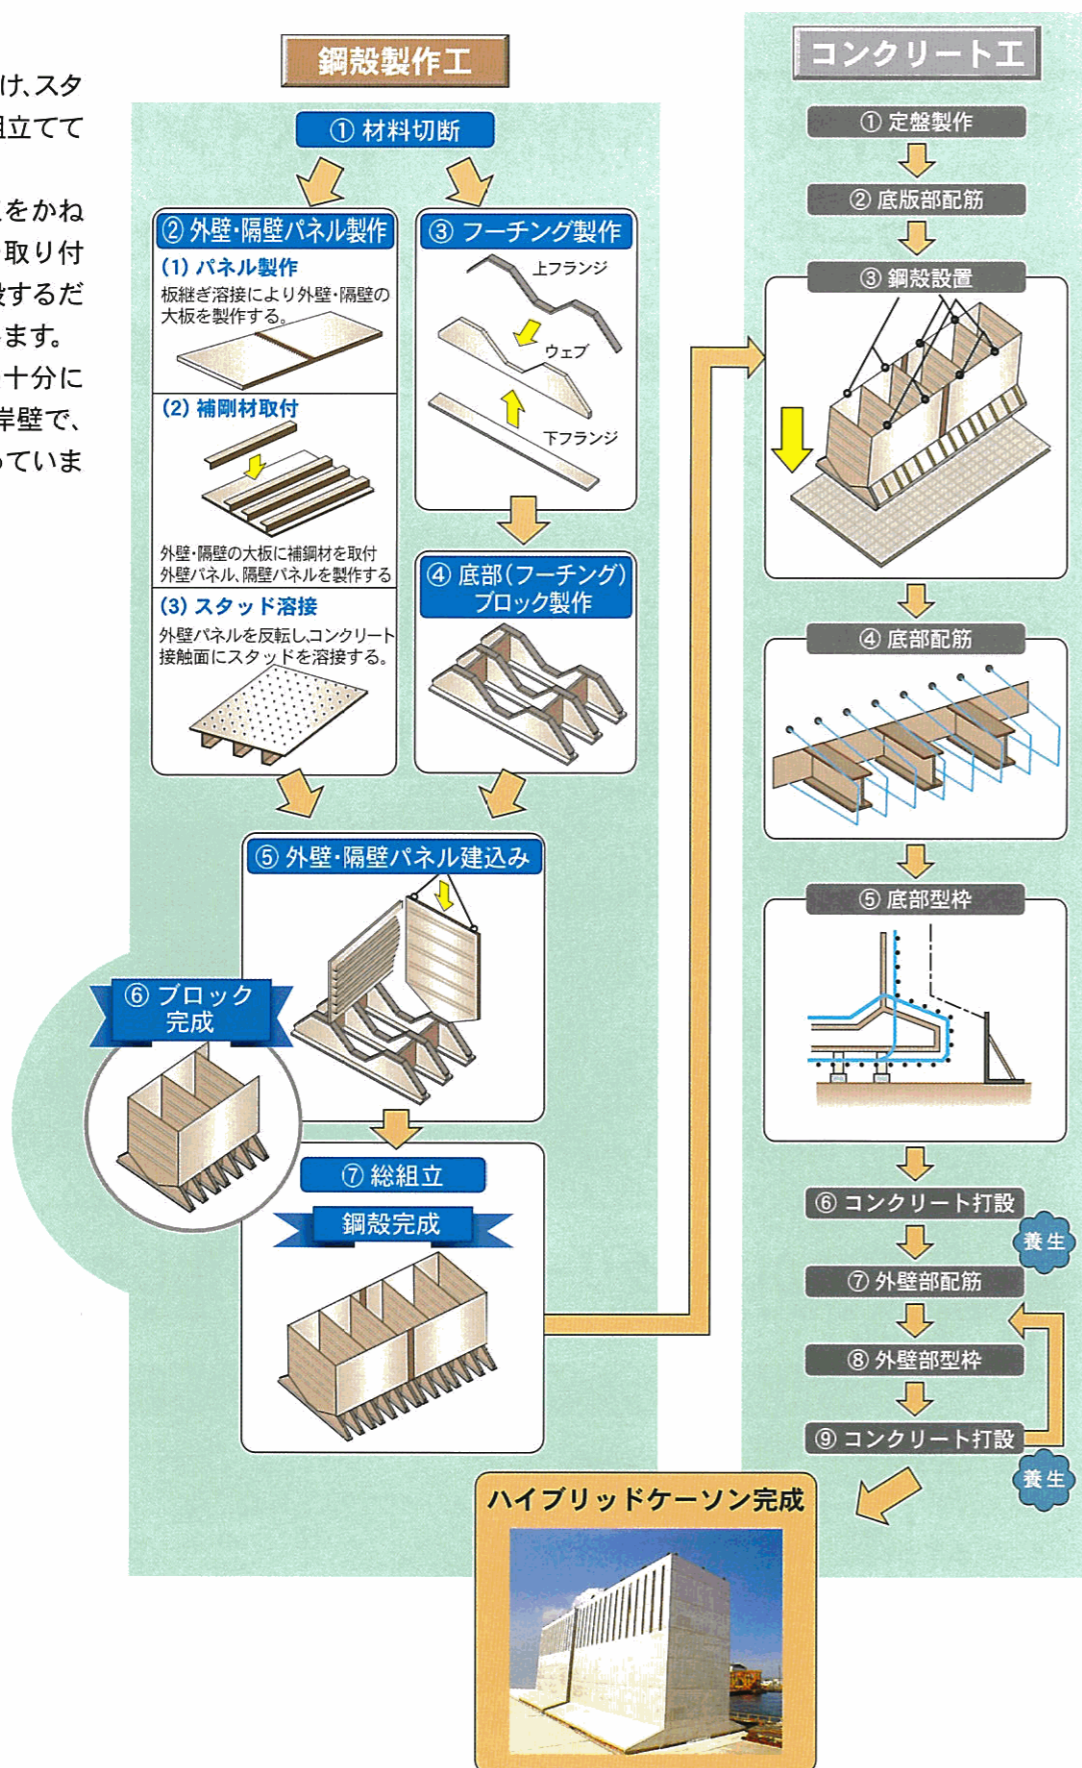 け、スタ
組立てて
をかね
取り付
設するだ
ます。
十分に
岸壁で、
っていま
鋼殻製作工
① 材料切断
② 外壁・隔壁パネル製作
(1) パネル製作
板継ぎ溶接により外壁・隔壁の
大板を製作する。
(2) 補剛材取付
外壁・隔壁の大板に補鋼材を取付
外壁パネル、隔壁パネルを製作する
(3) スタッド溶接
外壁パネルを反転し、コンクリート
接触面にスタッドを溶接する。
③ フーチング製作
上フランジ
ウェブ
下フランジ
④ 底部(フーチング)
ブロック製作
⑤ 外壁・隔壁パネル建込み
⑥ ブロック
完成
⑦ 総組立
鋼殻完成
コンクリート工
① 定盤製作
② 底版部配筋
③ 鋼殻設置
④ 底部配筋
⑤ 底部型枠
⑥ コンクリート打設
養生
⑦ 外壁部配筋
⑧ 外壁部型枠
⑨ コンクリート打設
養生
ハイブリッドケーソン完成